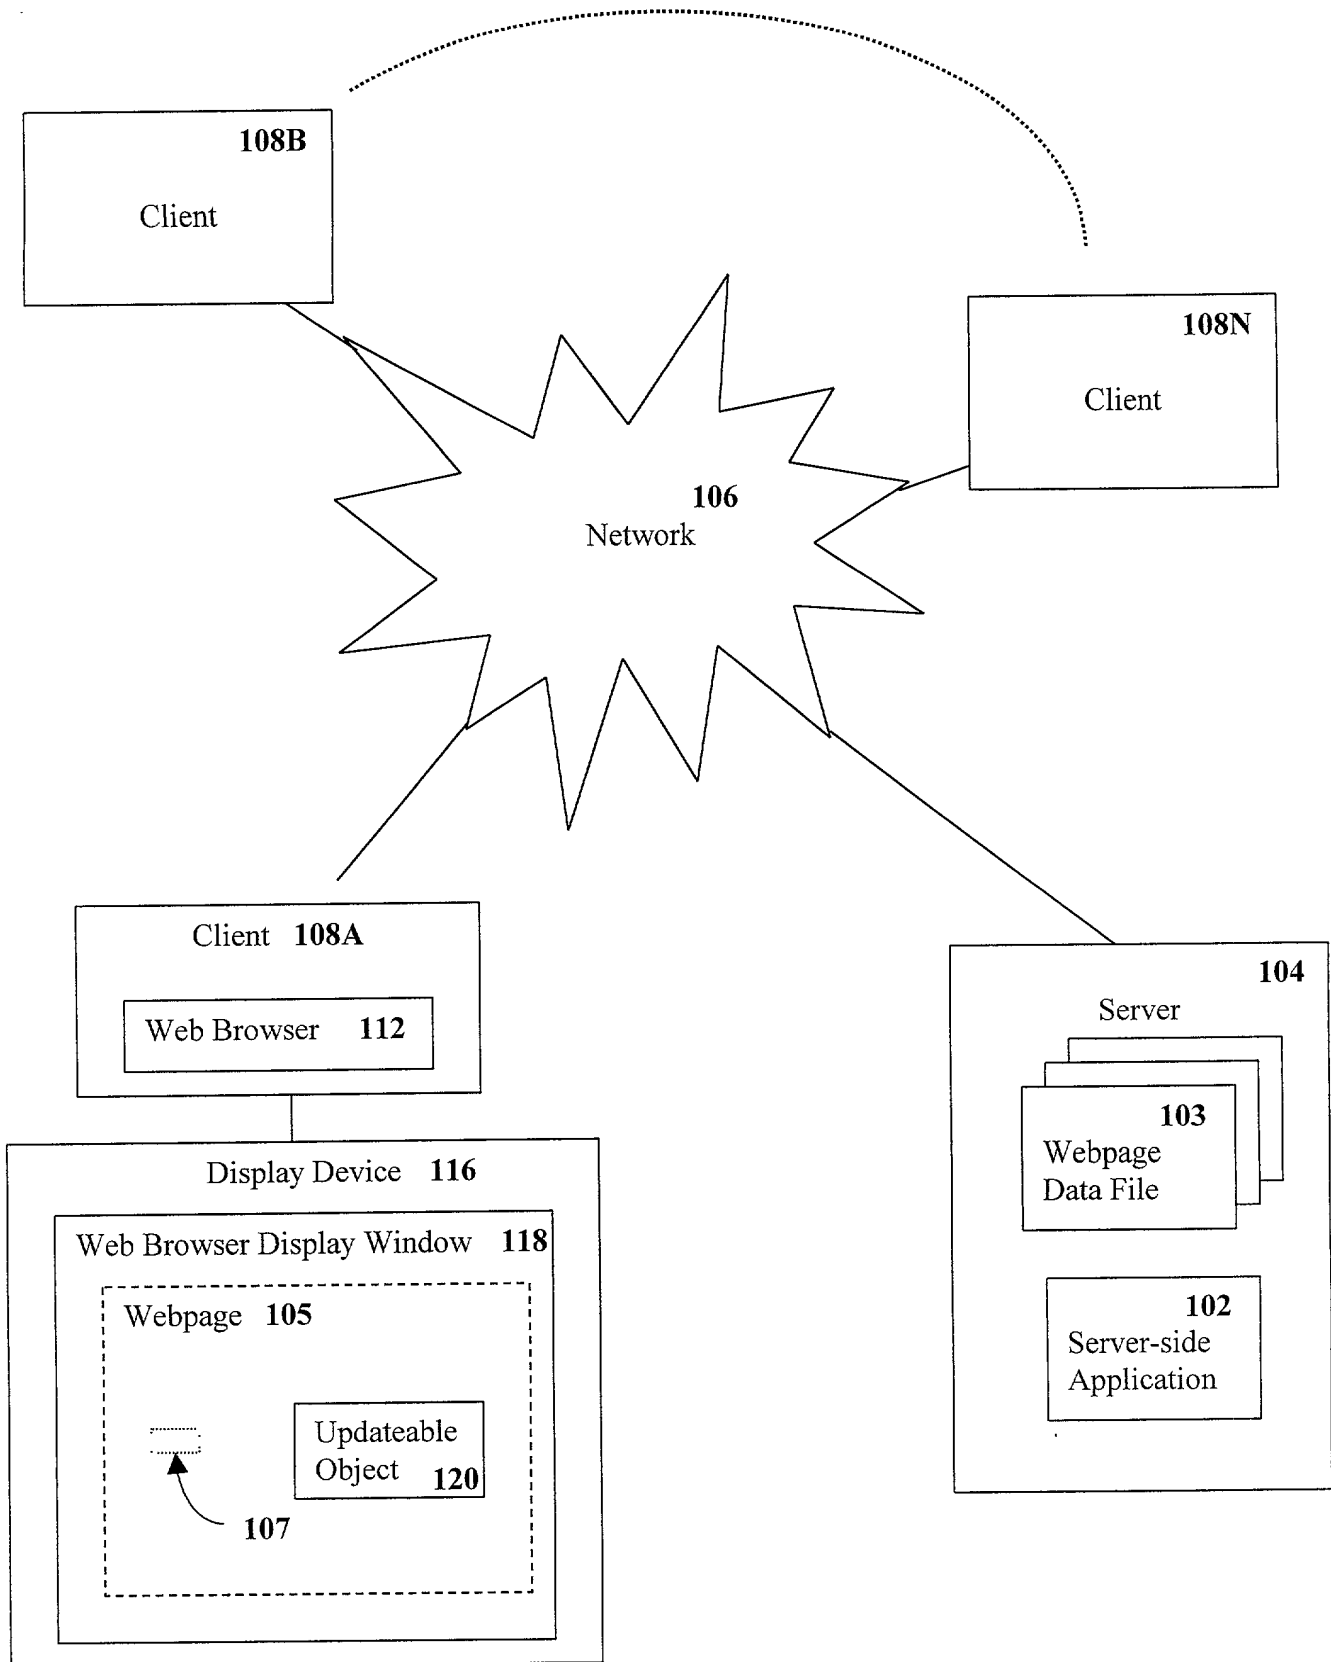 108B
Client
108N
Client
106
Network
Client 108A
Web Browser 112
104
Server
103
Webpage
Data File
102
Server-side
Application
Display Device 116
Web Browser Display Window 118
Webpage 105
Updateable
Object 120
107